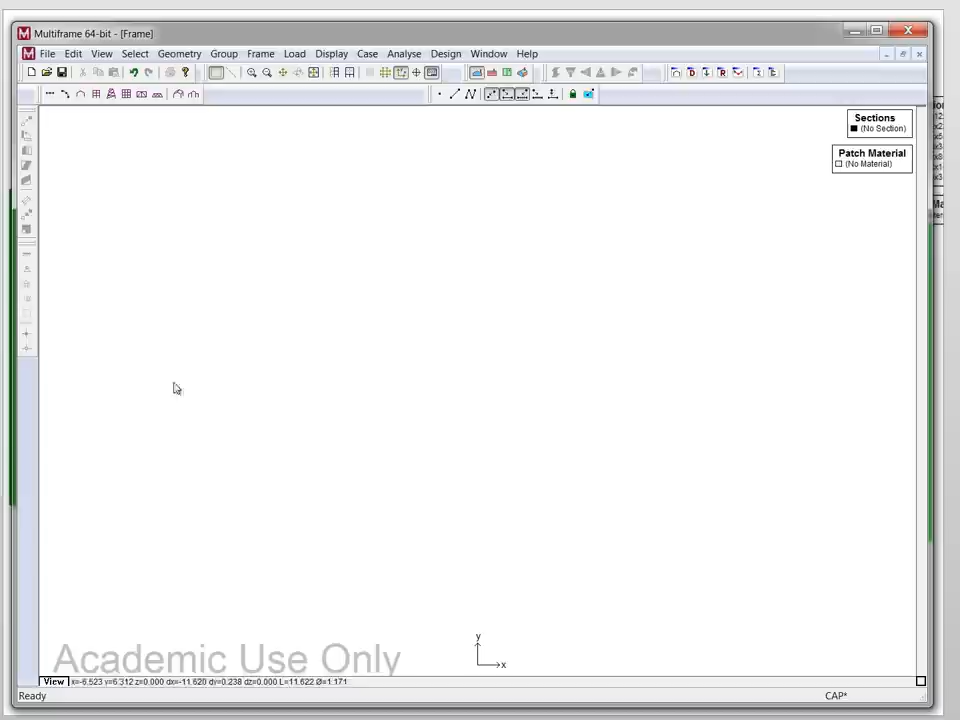 Multiframe 64-bit - [Frame]
File Edit View Select Geometry Group Frame Load Display Case Analyse Design Window Help
Sections
(No Section)
Patch Material
(No Material)
y
x
Academic Use Only
View x=-6.523 y=6.312 z=0.000 dx=-11.620 dy=0.238 dz=0.000 L=11.622 Ø=1.171
Ready CAP*